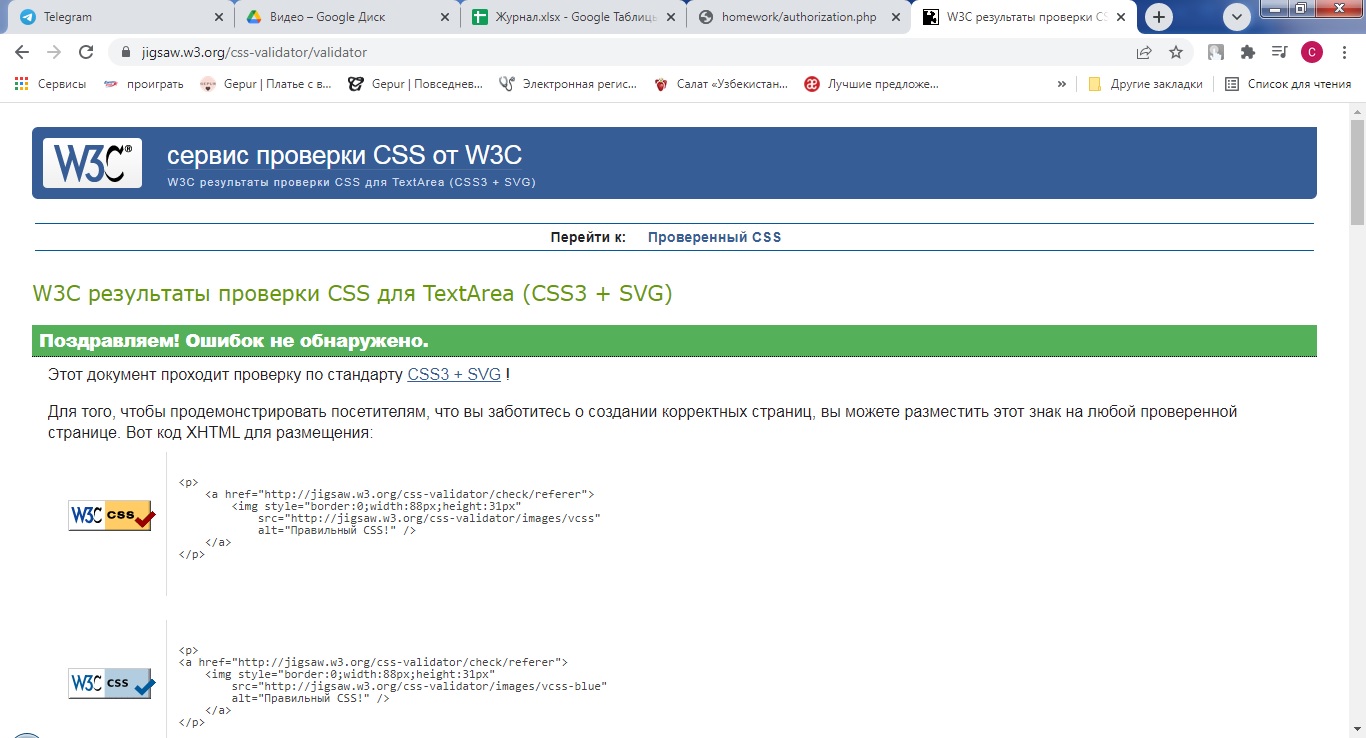 Telegram
Видео – Google Диск
Журнал.xlsx - Google Таблиць
homework/authorization.php
W3C результаты проверки CS
jigsaw.w3.org/css-validator/validator
C
Сервисы
проиграть
Gepur | Платье с в...
Gepur | Повседнев...
Электронная регис...
Салат «Узбекистан...
æ
Лучшие предложе...
»
Другие закладки
Список для чтения
W3C®
сервис проверки CSS от W3C
W3C результаты проверки CSS для TextArea (CSS3 + SVG)
Перейти к: Проверенный CSS
W3C результаты проверки CSS для TextArea (CSS3 + SVG)
Поздравляем! Ошибок не обнаружено.
Этот документ проходит проверку по стандарту CSS3 + SVG !
Для того, чтобы продемонстрировать посетителям, что вы заботитесь о создании корректных страниц, вы можете разместить этот знак на любой проверенной
странице. Вот код XHTML для размещения:
W3C css
<p>
<a href="http://jigsaw.w3.org/css-validator/check/referer">
<img style="border:0;width:88px;height:31px"
src="http://jigsaw.w3.org/css-validator/images/vcss"
alt="Правильный CSS!" />
</a>
</p>
W3C css
<p>
<a href="http://jigsaw.w3.org/css-validator/check/referer">
<img style="border:0;width:88px;height:31px"
src="http://jigsaw.w3.org/css-validator/images/vcss-blue"
alt="Правильный CSS!" />
</a>
</p>